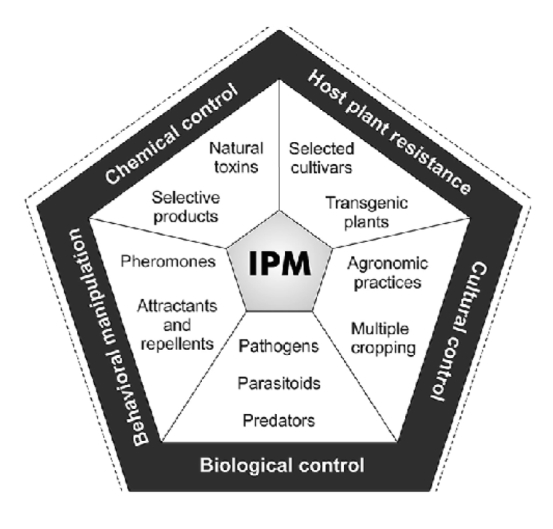 Chemical control
Host plant resistance
Natural
toxins
Selected
cultivars
Selective
products
Transgenic
plants
IPM
Pheromones
Agronomic
practices
Attractants
and
repellents
Multiple
cropping
Pathogens
Parasitoids
Predators
Behavioral manipulation
Cultural control
Biological control